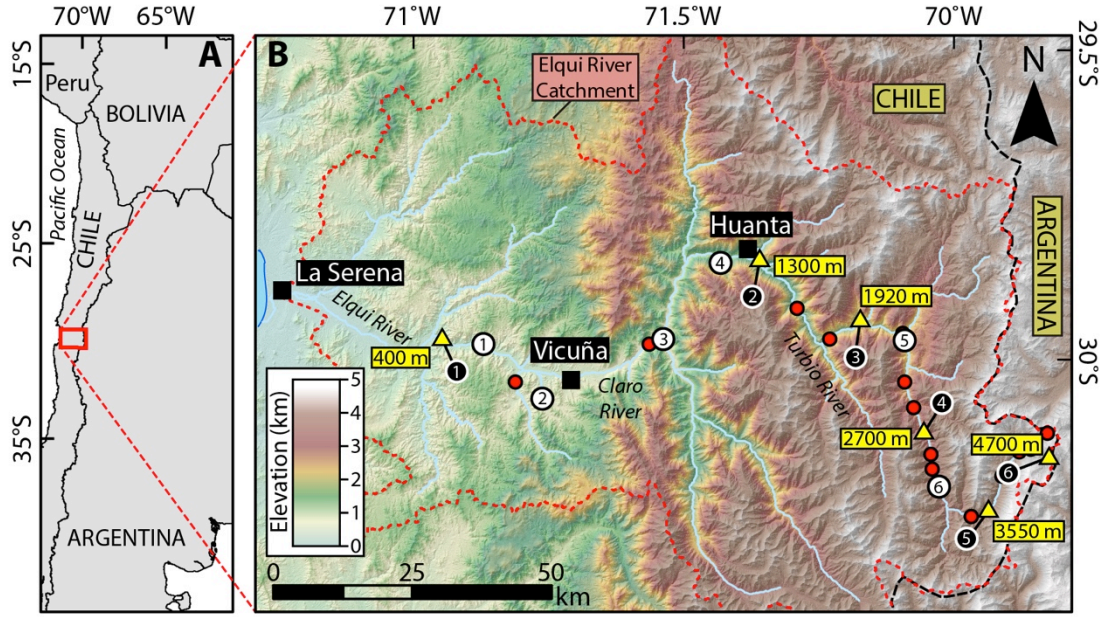 70°W 65°W
71°W 71.5°W 70°W
A
15°S
25°S
35°S
Peru
BOLIVIA
Pacific Ocean
CHILE
ARGENTINA
B
Elqui River
Catchment
CHILE
N
29.5°S
30°S
ARGENTINA
Huanta
4
1300 m
2
La Serena
Elqui River
1920 m
3
5
400 m
1
1
Vicuña
3
2
Claro
River
Turbio River
4
2700 m
4700 m
6
6
5
3550 m
Elevation (km)
5
4
3
2
1
0
0 25 50
km